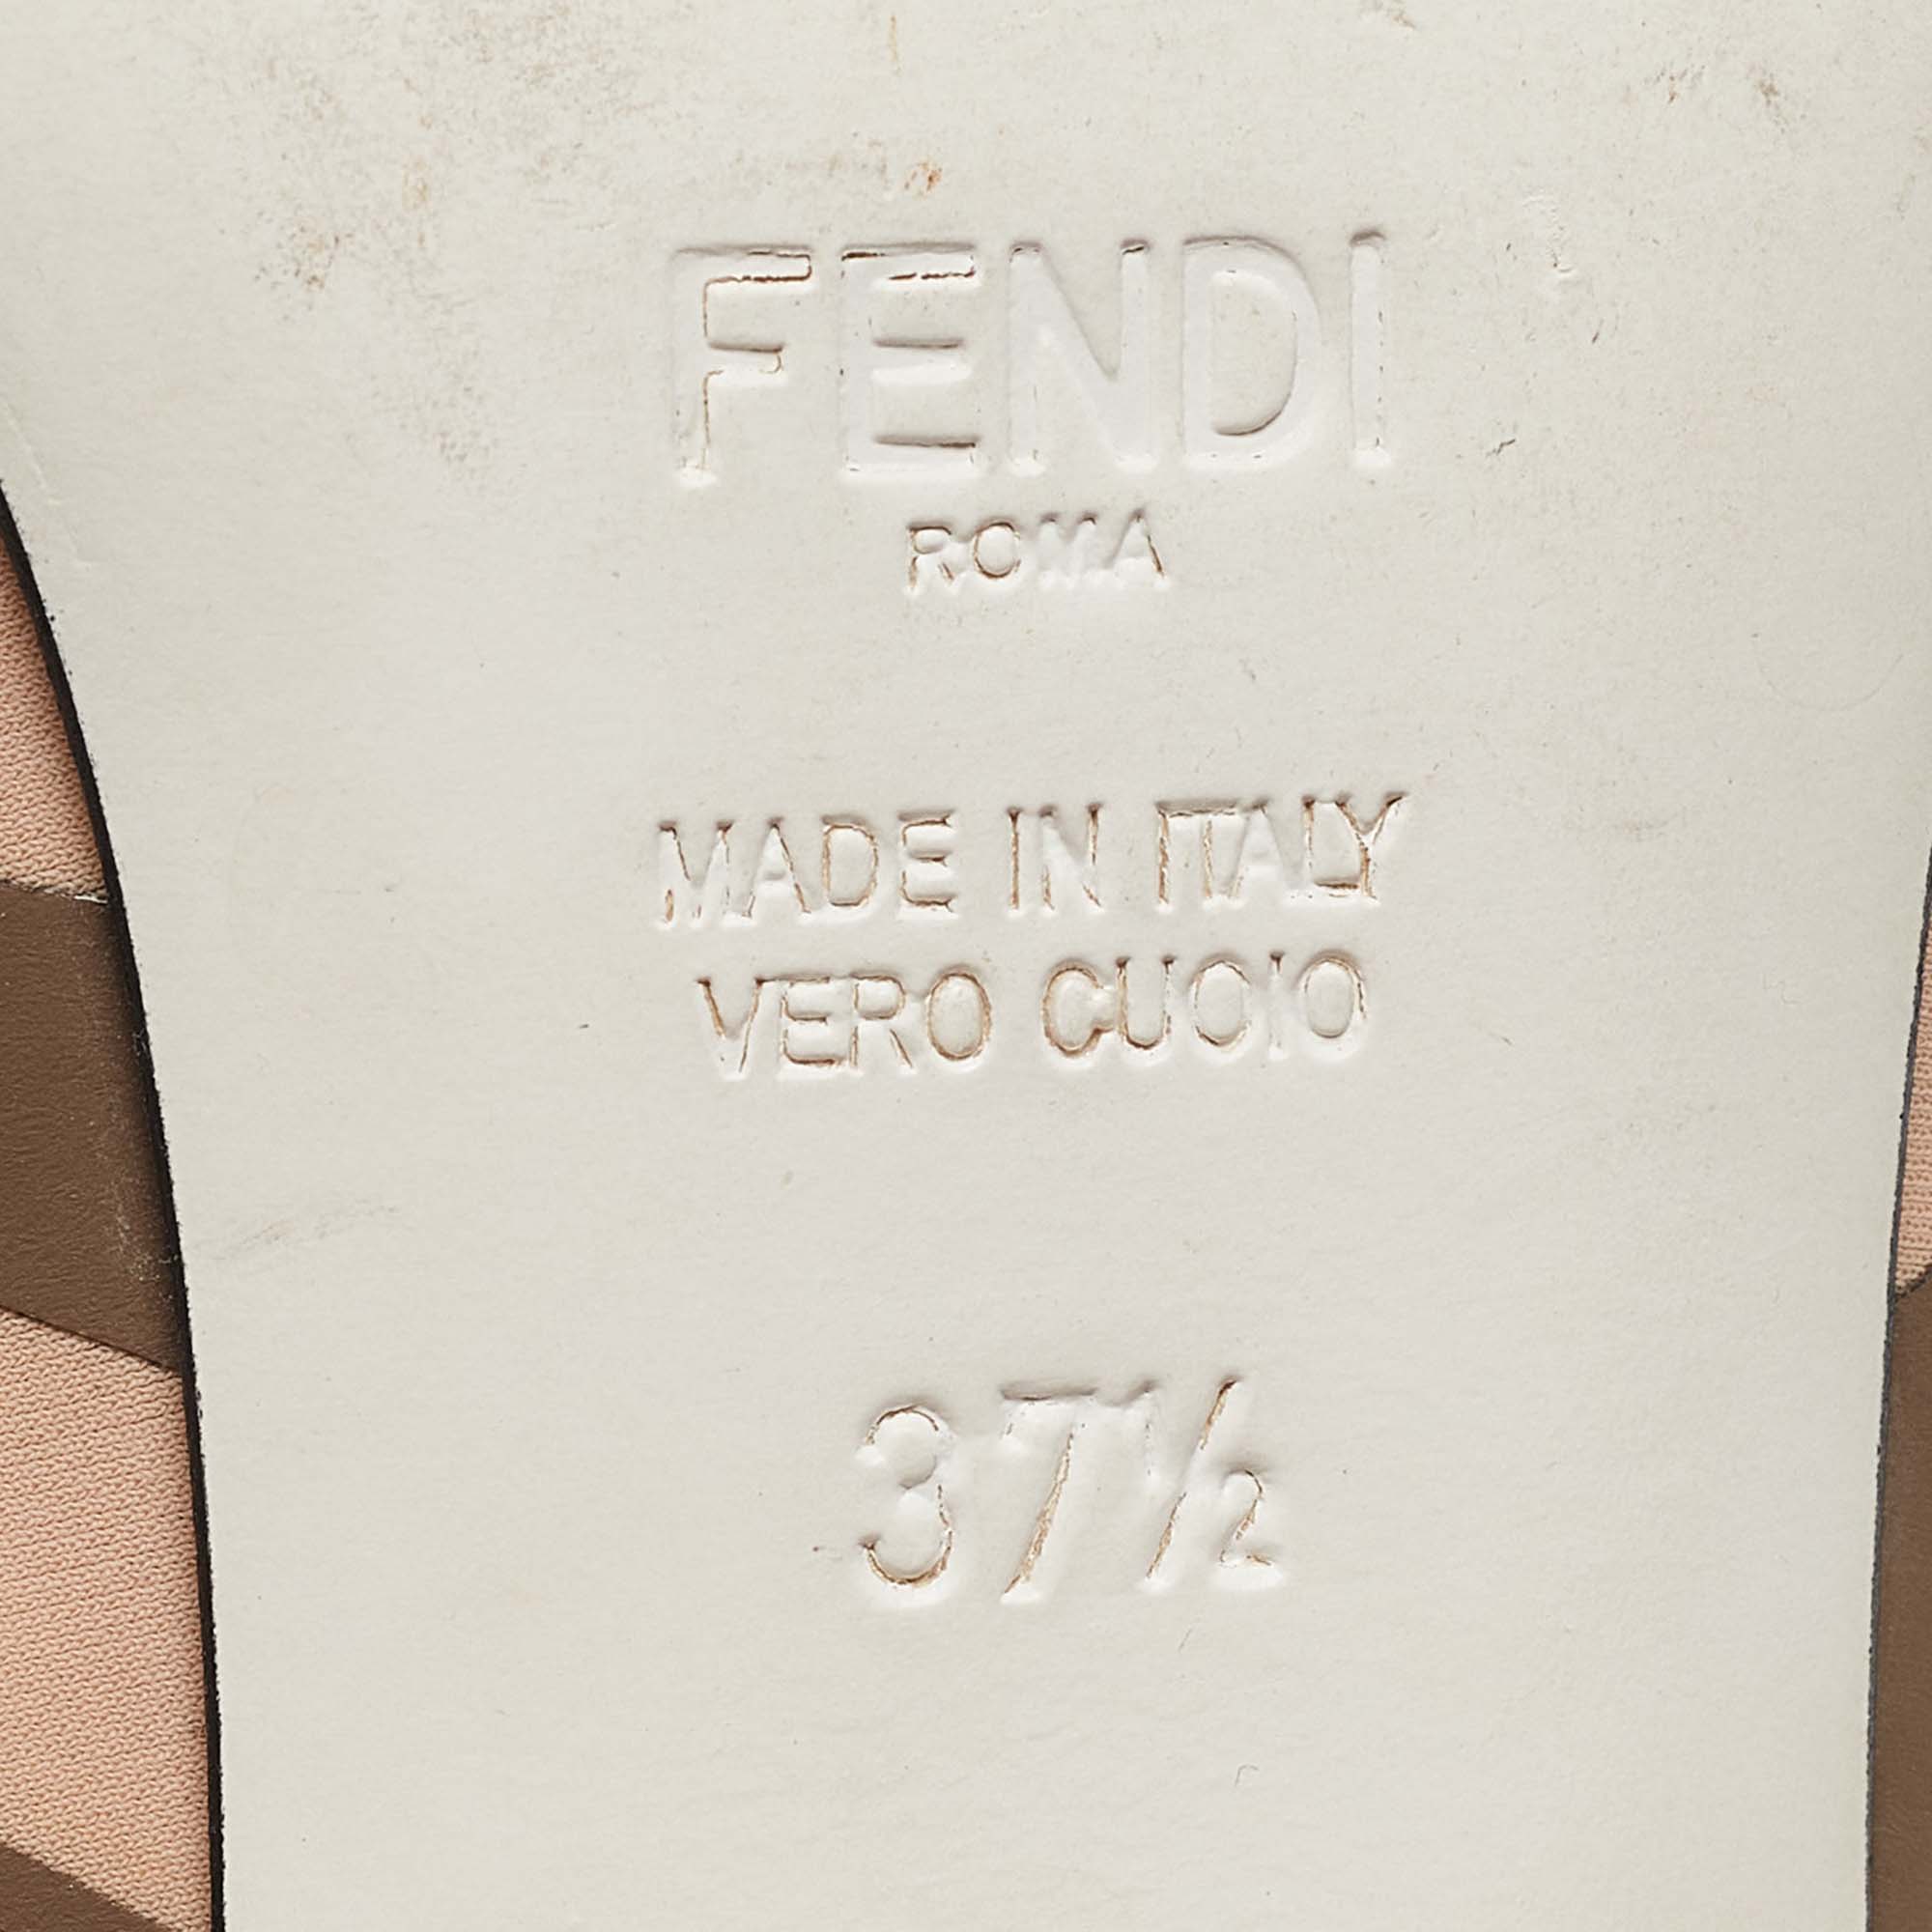 FENDI
ROMA
MADE IN ITALY
VERO CUOIO
37½